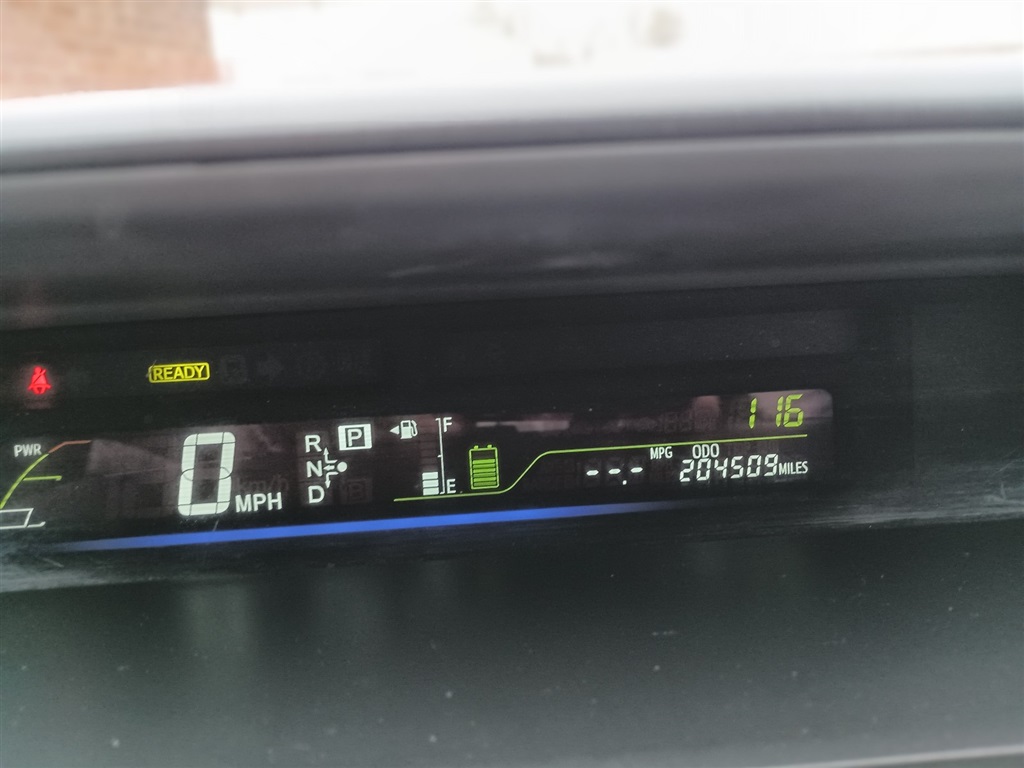 READY
116
PWR
0 MPH
R
N
D
P
F
E
MPG
--.-
ODO
204509 MILES